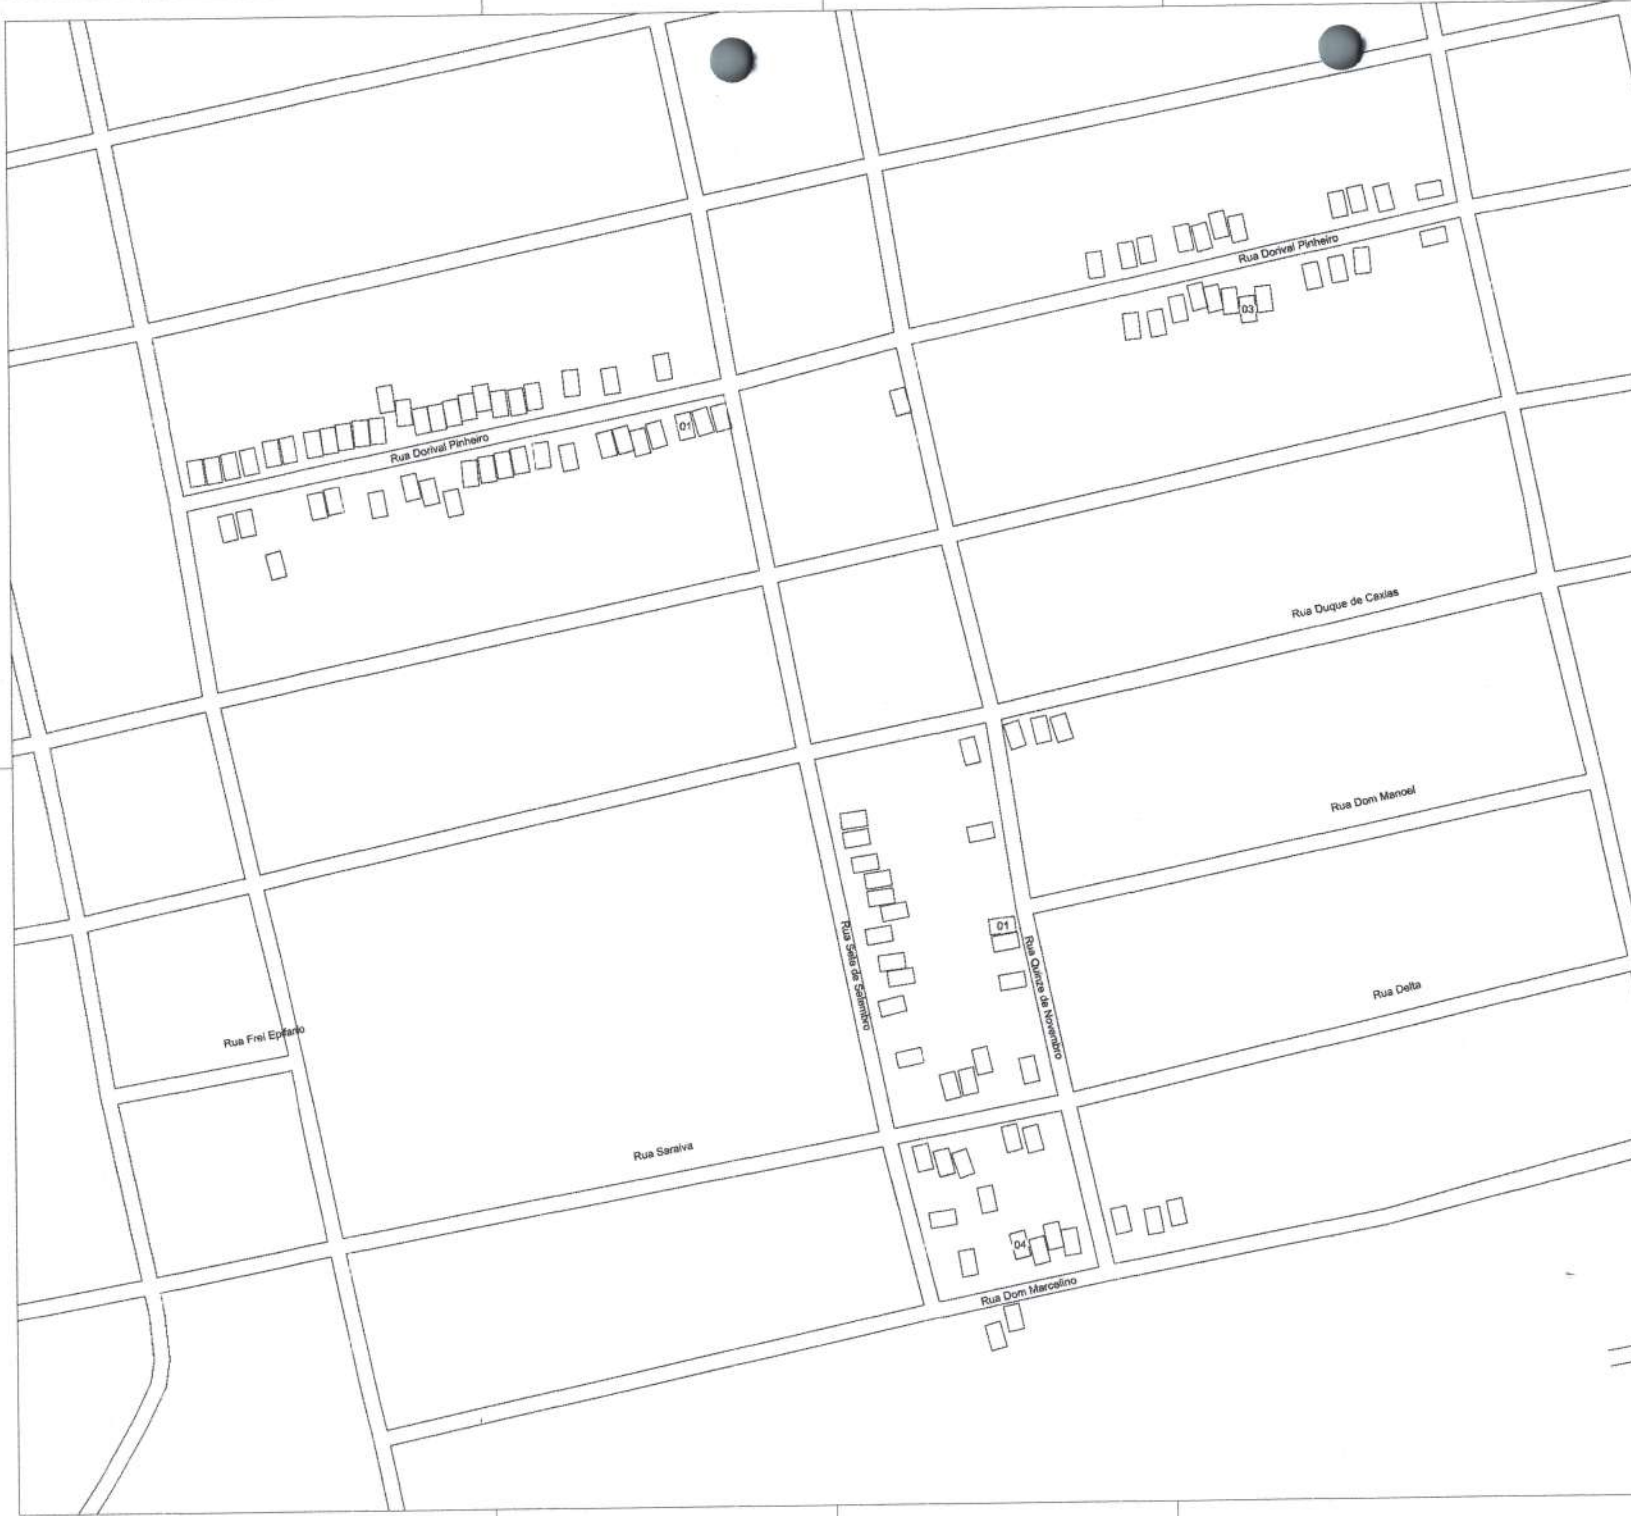 Rua Dorival Pinheiro
03
01
Rua Dorival Pinheiro
Rua Duque de Caxias
Rua Dom Manoel
Rua Sete de Setembro
01
Rua Quinze de Novembro
Rua Delta
Rua Frei Epifanio
Rua Saraiva
04
Rua Dom Marcelino